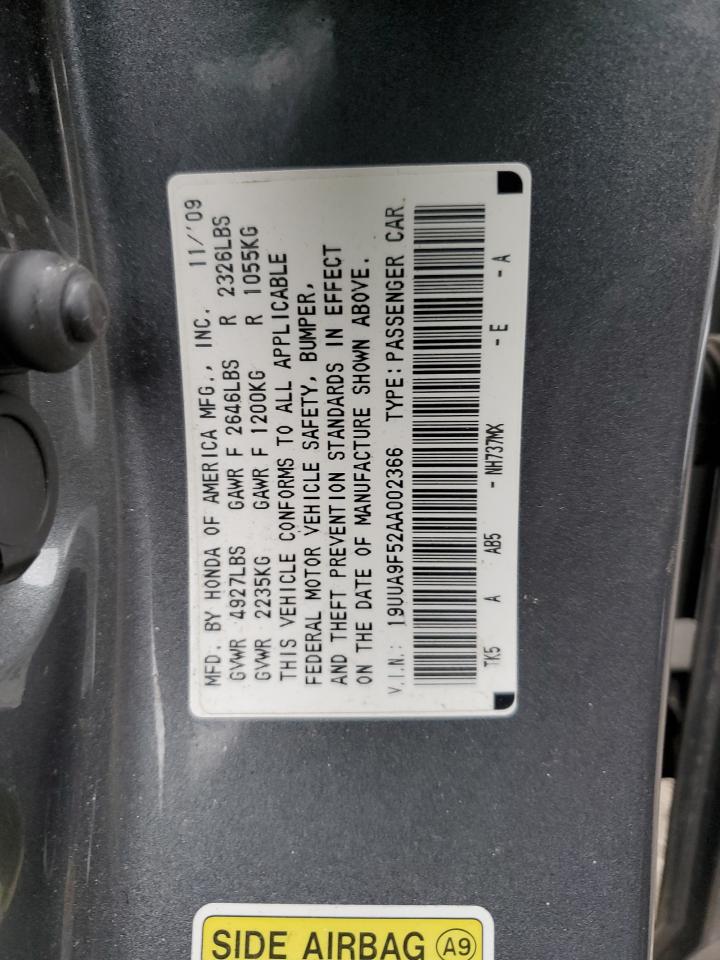 MFD. BY HONDA OF AMERICA MFG., INC. 11/'09
GVWR 4927LBS GAWR F 2646LBS R 2326LBS
GVWR 2235KG GAWR F 1200KG R 1055KG
THIS VEHICLE CONFORMS TO ALL APPLICABLE
FEDERAL MOTOR VEHICLE SAFETY, BUMPER,
AND THEFT PREVENTION STANDARDS IN EFFECT
ON THE DATE OF MANUFACTURE SHOWN ABOVE.
V.I.N.: 19UUA9F52AA002366 TYPE: PASSENGER CAR
TK5 A AB5 - NH737MX - E - A
SIDE AIRBAG A9